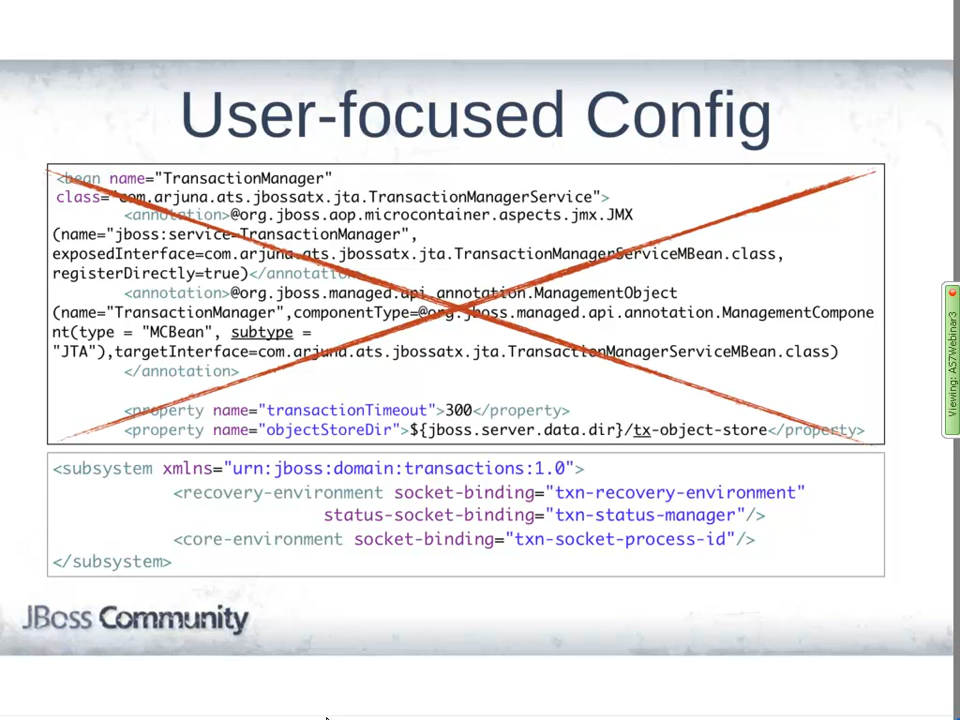 User-focused Config
<bean name="TransactionManager"
class="com.arjuna.ats.jbossatx.jta.TransactionManagerService">
<annotation>@org.jboss.aop.microcontainer.aspects.jmx.JMX
(name="jboss:service=TransactionManager",
exposedInterface=com.arjuna.ats.jbossatx.jta.TransactionManagerServiceMBean.class,
registerDirectly=true)</annotation>
<annotation>@org.jboss.managed.api.annotation.ManagementObject
(name="TransactionManager",componentType=@org.jboss.managed.api.annotation.ManagementCompone
nt(type = "MCBean", subtype =
"JTA"),targetInterface=com.arjuna.ats.jbossatx.jta.TransactionManagerServiceMBean.class)
</annotation>
<property name="transactionTimeout">300</property>
<property name="objectStoreDir">${jboss.server.data.dir}/tx-object-store</property>
<subsystem xmlns="urn:jboss:domain:transactions:1.0">
<recovery-environment socket-binding="txn-recovery-environment"
status-socket-binding="txn-status-manager"/>
<core-environment socket-binding="txn-socket-process-id"/>
</subsystem>
JBoss Community
Viewing: AS7Webinar3